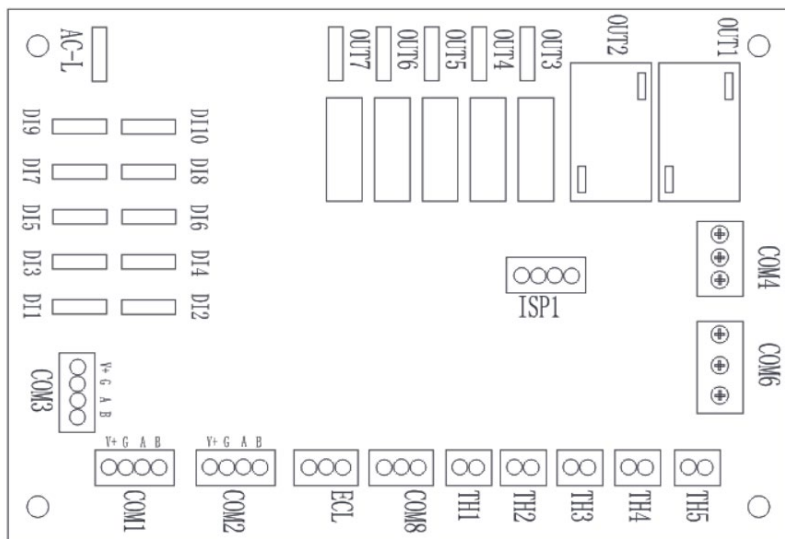 AC-L
OUT7
OUT6
OUT5
OUT4
OUT3
OUT2
OUT1
DI9
DI10
DI7
DI8
DI5
DI6
DI3
DI4
DI1
DI2
ISP1
COM4
COM6
COM3
V+
G
A
B
V+ G A B
V+ G A B
COM1
COM2
ECL
COM8
TH1
TH2
TH3
TH4
TH5